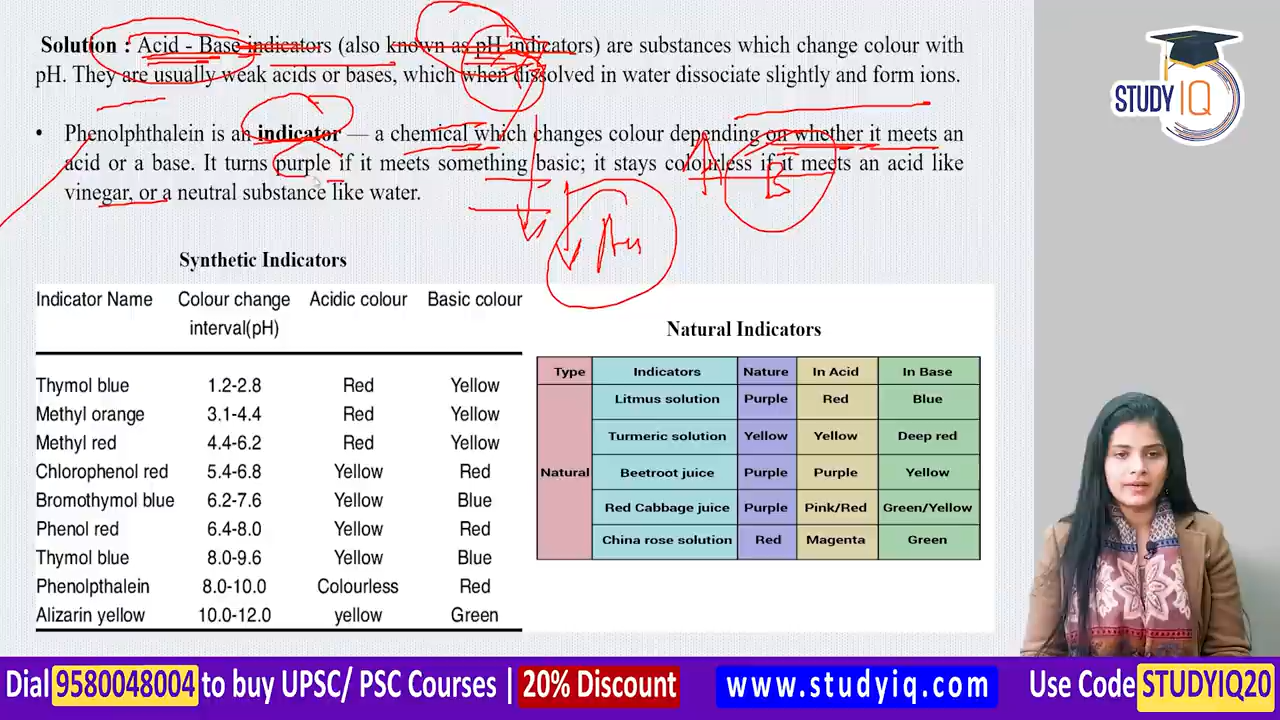 Solution : Acid - Base indicators (also known as pH indicators) are substances which change colour with
pH. They are usually weak acids or bases, which when dissolved in water dissociate slightly and form ions.
• Phenolphthalein is an indicator — a chemical which changes colour depending on whether it meets an
acid or a base. It turns purple if it meets something basic; it stays colourless if it meets an acid like
vinegar, or a neutral substance like water.
STUDY IQ
Synthetic Indicators
Indicator Name Colour change interval(pH) Acidic colour Basic colour
Thymol blue 1.2-2.8 Red Yellow
Methyl orange 3.1-4.4 Red Yellow
Methyl red 4.4-6.2 Red Yellow
Chlorophenol red 5.4-6.8 Yellow Red
Bromothymol blue 6.2-7.6 Yellow Blue
Phenol red 6.4-8.0 Yellow Red
Thymol blue 8.0-9.6 Yellow Blue
Phenolpthalein 8.0-10.0 Colourless Red
Alizarin yellow 10.0-12.0 yellow Green
Natural Indicators
Type Indicators Nature In Acid In Base
Natural
Litmus solution Purple Red Blue
Turmeric solution Yellow Yellow Deep red
Beetroot juice Purple Purple Yellow
Red Cabbage juice Purple Pink/Red Green/Yellow
China rose solution Red Magenta Green
B
Dial 9580048004 to buy UPSC/ PSC Courses | 20% Discount www.studyiq.com Use Code STUDYIQ20